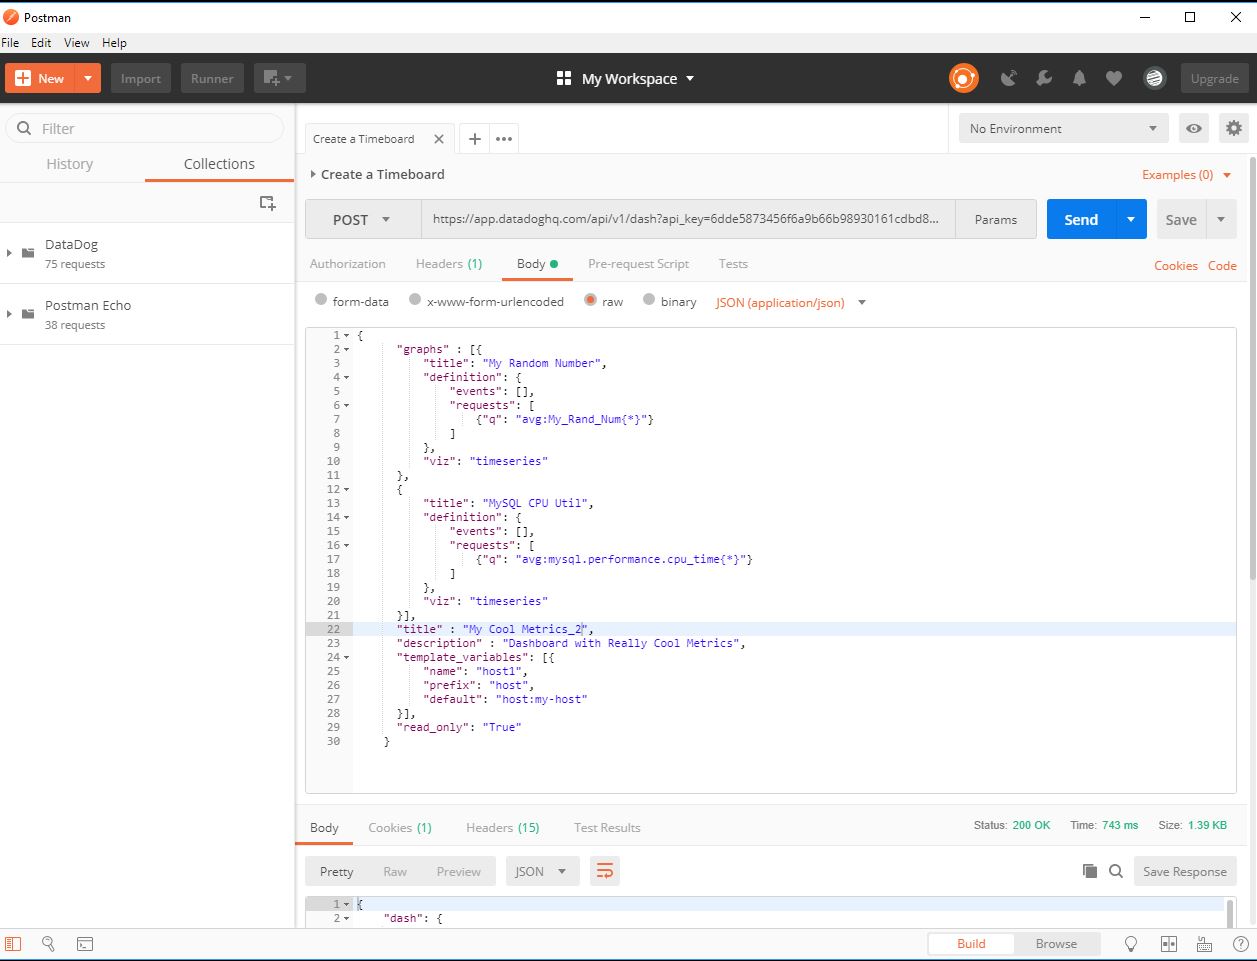 Postman
File Edit View Help
New Import Runner My Workspace Upgrade
Filter
History Collections
DataDog
75 requests
Postman Echo
38 requests
Create a Timeboard
No Environment
Create a Timeboard
Examples (0)
POST https://app.datadoghq.com/api/v1/dash?api_key=6dde5873456f6a9b66b98930161cdbd8... Params Send Save
Authorization Headers (1) Body Pre-request Script Tests Cookies Code
form-data x-www-form-urlencoded raw binary JSON (application/json)
1 {
2 "graphs" : [{
3 "title": "My Random Number",
4 "definition": {
5 "events": [],
6 "requests": [
7 {"q": "avg:My_Rand_Num{*}"}
8 ]
9 },
10 "viz": "timeseries"
11 },
12 {
13 "title": "MySQL CPU Util",
14 "definition": {
15 "events": [],
16 "requests": [
17 {"q": "avg:mysql.performance.cpu_time{*}"}
18 ]
19 },
20 "viz": "timeseries"
21 }],
22 "title" : "My Cool Metrics_2",
23 "description" : "Dashboard with Really Cool Metrics",
24 "template_variables": [{
25 "name": "host1",
26 "prefix": "host",
27 "default": "host:my-host"
28 }],
29 "read_only": "True"
30 }
Body Cookies (1) Headers (15) Test Results Status: 200 OK Time: 743 ms Size: 1.39 KB
Pretty Raw Preview JSON Save Response
1 {
2 "dash": {
Build Browse